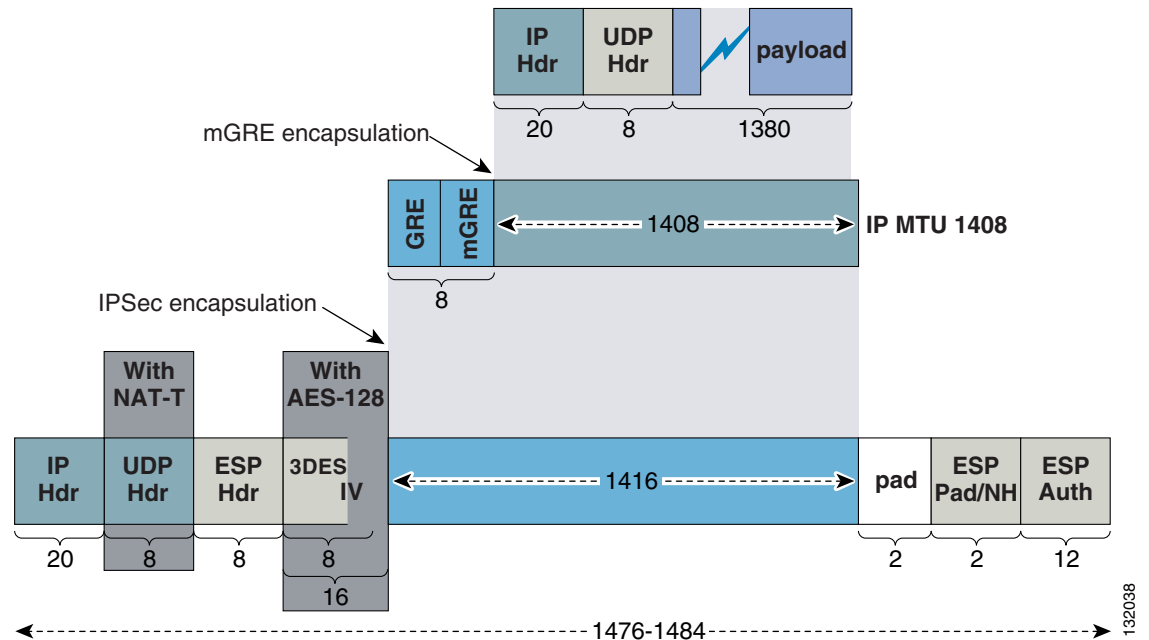 IP
Hdr
UDP
Hdr
payload
20
8
1380
mGRE encapsulation
GRE
mGRE
1408
IP MTU 1408
8
IPSec encapsulation
With
NAT-T
With
AES-128
IP
Hdr
UDP
Hdr
ESP
Hdr
3DES
IV
1416
pad
ESP
Pad/NH
ESP
Auth
20
8
8
8
2
2
12
16
1476-1484
132038